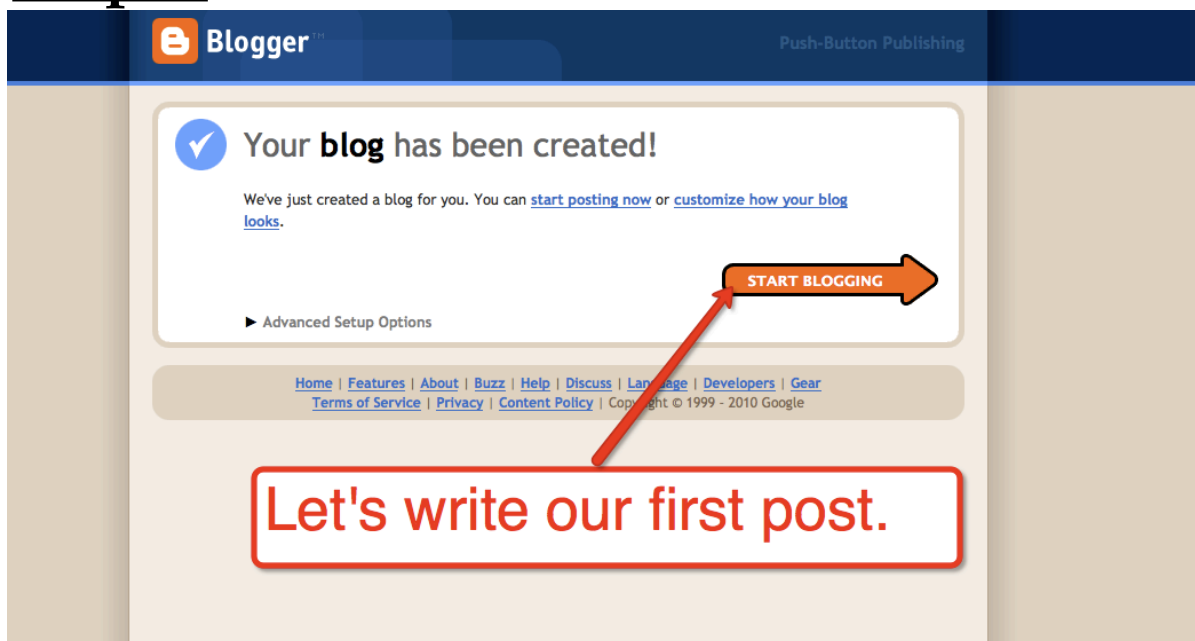 Blogger™
Push-Button Publishing
Your blog has been created!
We've just created a blog for you. You can start posting now or customize how your blog
looks.
START BLOGGING
► Advanced Setup Options
Home | Features | About | Buzz | Help | Discuss | Language | Developers | Gear
Terms of Service | Privacy | Content Policy | Copyright © 1999 - 2010 Google
Let's write our first post.